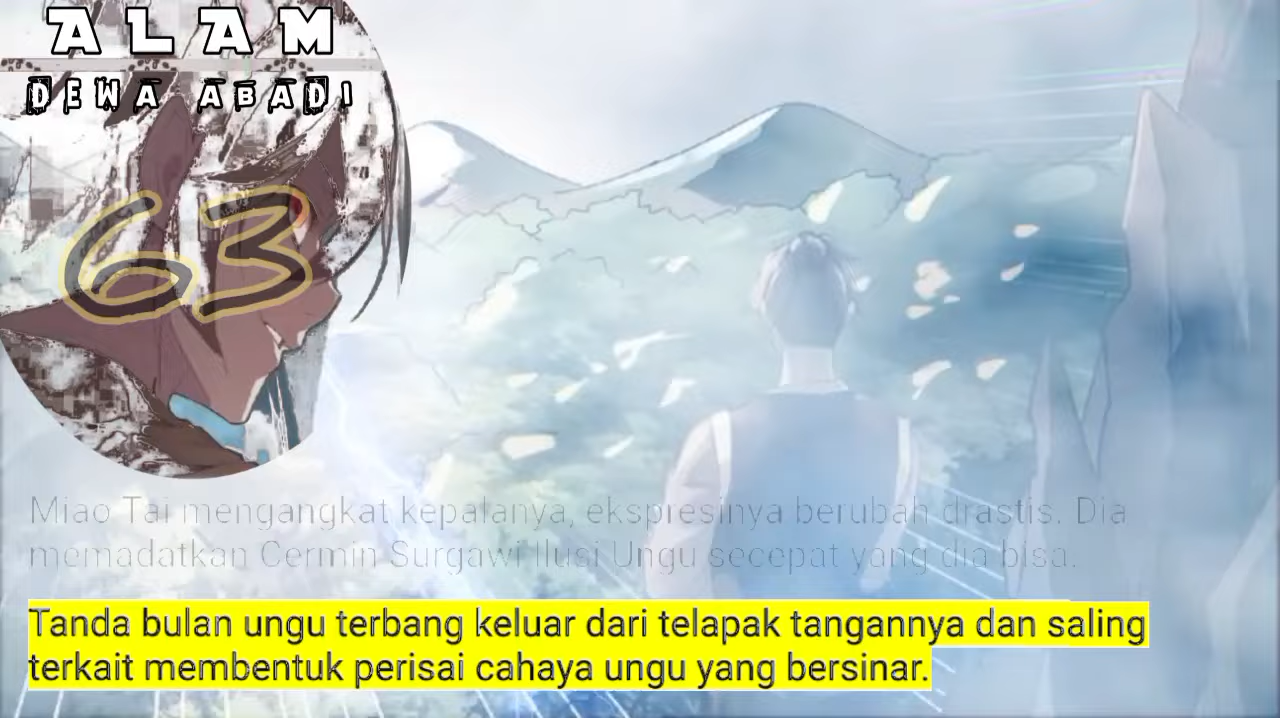 ALAM
DEWA ABADI
63
Miao Tai mengangkat kepalanya, ekspresinya berubah drastis. Dia
memadatkan Cermin Surgawi Ilusi Ungu secepat yang dia bisa.
Tanda bulan ungu terbang keluar dari telapak tangannya dan saling
terkait membentuk perisai cahaya ungu yang bersinar.